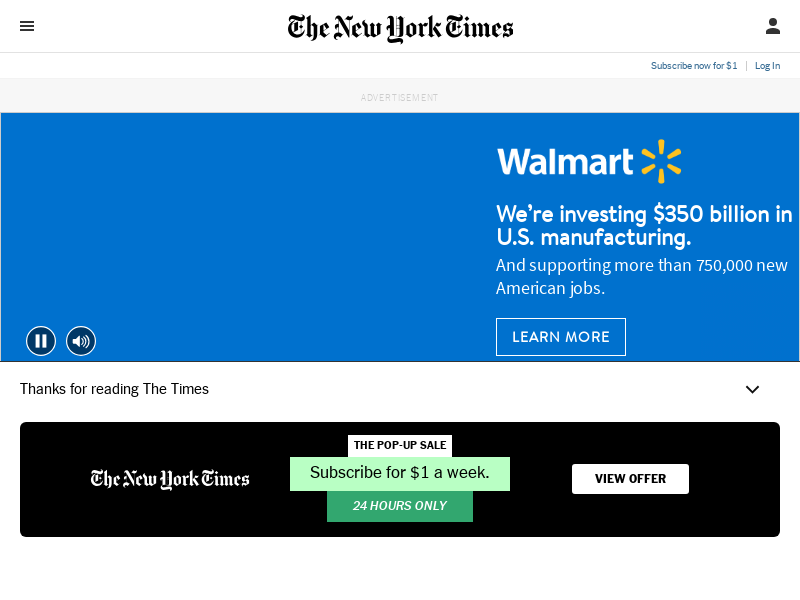 The New York Times
Subscribe now for $1 | Log In
ADVERTISEMENT
Walmart
We're investing $350 billion in
U.S. manufacturing.
And supporting more than 750,000 new
American jobs.
LEARN MORE
Thanks for reading The Times
THE POP-UP SALE
The New York Times
Subscribe for $1 a week.
VIEW OFFER
24 HOURS ONLY